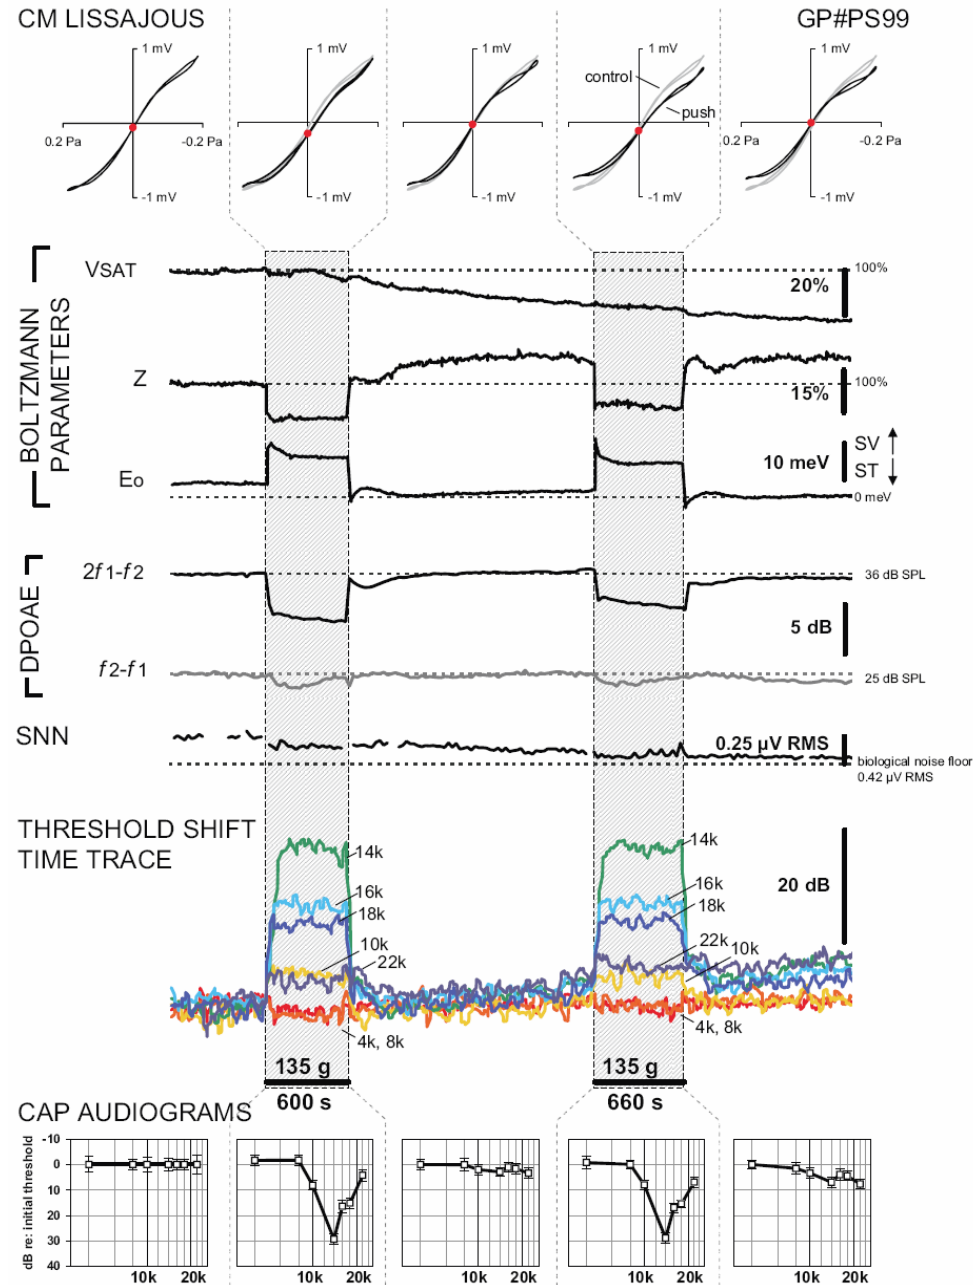 CM LISSAJOUS
GP#PS99
1 mV
1 mV
1 mV
1 mV
1 mV
control
push
0.2 Pa
-0.2 Pa
0.2 Pa
-0.2 Pa
-1 mV
-1 mV
-1 mV
-1 mV
-1 mV
BOLTZMANN
PARAMETERS
VSAT
100%
20%
Z
100%
15%
Eo
10 meV
SV
ST
0 meV
DPOAE
2f1-f2
36 dB SPL
5 dB
f2-f1
25 dB SPL
SNN
0.25 µV RMS
biological noise floor
0.42 µV RMS
THRESHOLD SHIFT
TIME TRACE
14k
16k
18k
10k
22k
4k, 8k
14k
16k
18k
22k
10k
4k, 8k
20 dB
135 g
600 s
135 g
660 s
CAP AUDIOGRAMS
dB re: initial threshold
-10
0
10
20
30
40
10k 20k
10k 20k
10k 20k
10k 20k
10k 20k